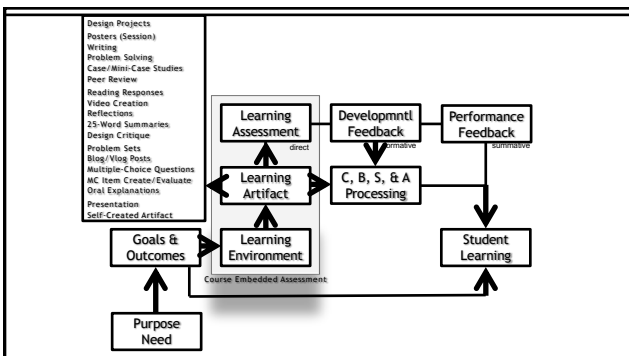 Design Projects
Posters (Session)
Writing
Problem Solving
Case/Mini-Case Studies
Peer Review
Reading Responses
Video Creation
Reflections
25-Word Summaries
Design Critique
Problem Sets
Blog/Vlog Posts
Multiple-Choice Questions
MC Item Create/Evaluate
Oral Explanations
Presentation
Self-Created Artifact
Learning
Assessment
direct
Developmntl
Feedback
ormative
Performance
Feedback
summative
Learning
Artifact
C, B, S, & A
Processing
Goals &
Outcomes
Learning
Environment
Student
Learning
Course Embedded Assessment
Purpose
Need